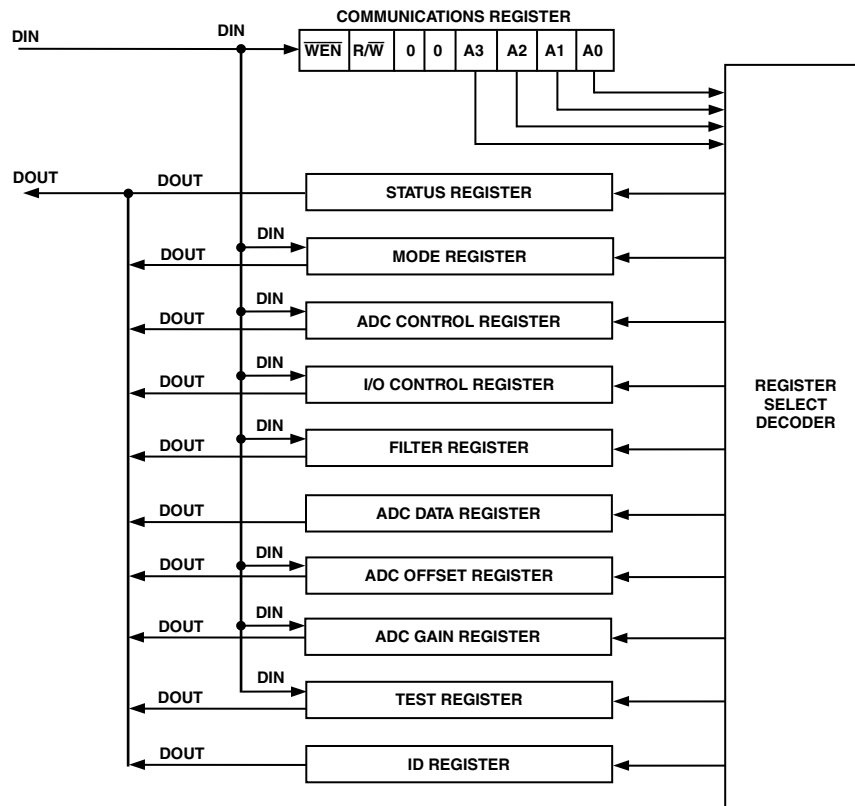 COMMUNICATIONS REGISTER
DIN
DIN
W̅E̅N̅ R/W̅ 0 0 A3 A2 A1 A0
DOUT
DOUT
STATUS REGISTER
DIN
DOUT
MODE REGISTER
DIN
DOUT
ADC CONTROL REGISTER
DIN
DOUT
I/O CONTROL REGISTER
REGISTER
SELECT
DECODER
DIN
DOUT
FILTER REGISTER
DOUT
ADC DATA REGISTER
DIN
DOUT
ADC OFFSET REGISTER
DIN
DOUT
ADC GAIN REGISTER
DIN
DOUT
TEST REGISTER
DOUT
ID REGISTER